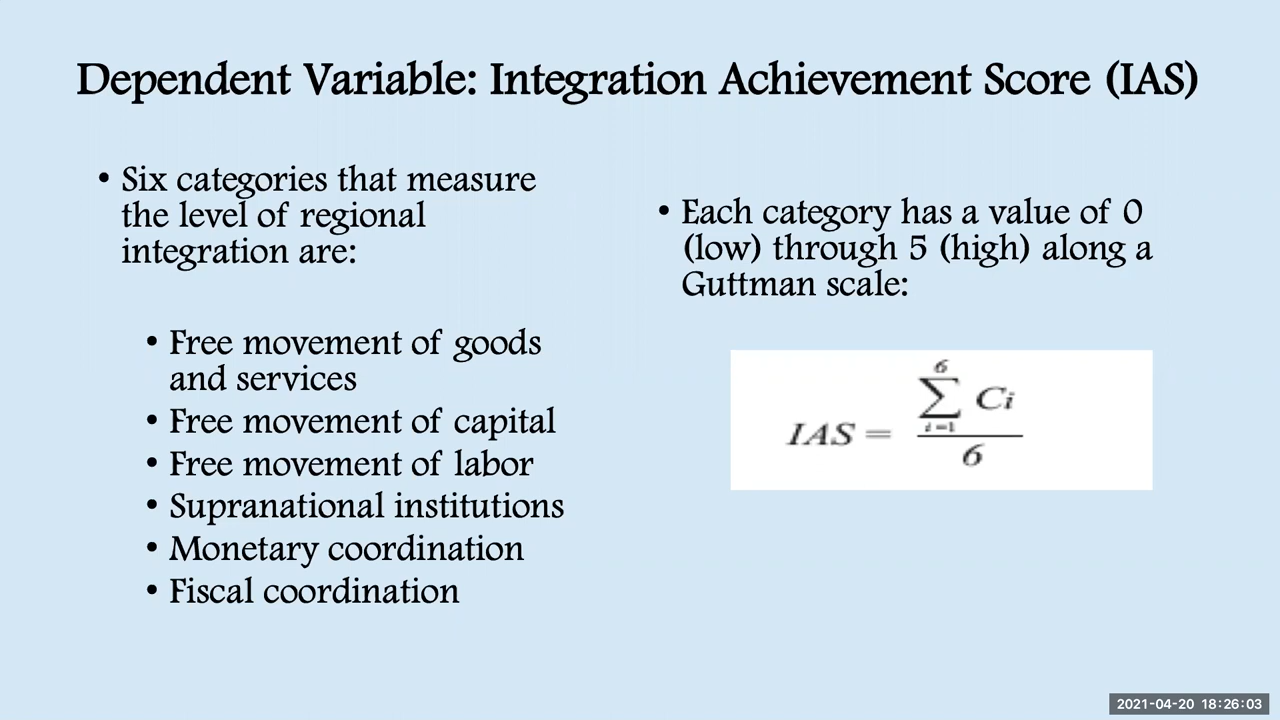 Dependent Variable: Integration Achievement Score (IAS)
• Six categories that measure
the level of regional
integration are:
• Free movement of goods
and services
• Free movement of capital
• Free movement of labor
• Supranational institutions
• Monetary coordination
• Fiscal coordination
• Each category has a value of 0
(low) through 5 (high) along a
Guttman scale:
6
∑ Ci
i=1
IAS =
6
2021-04-20 18:26:03